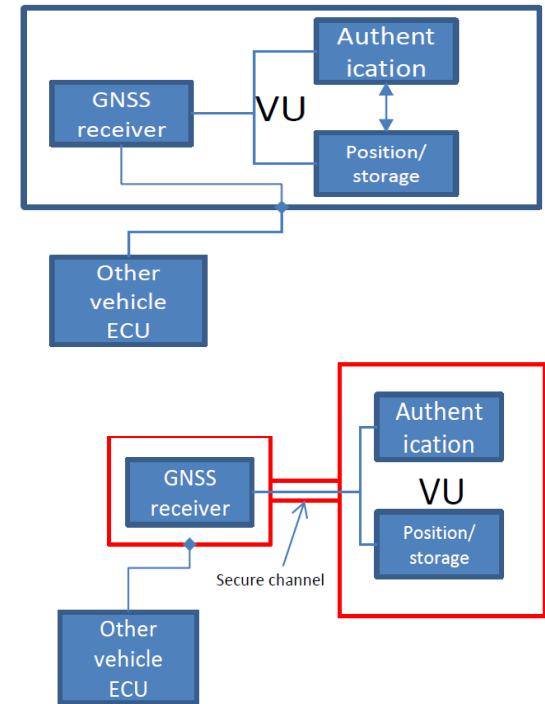 Authent
ication
GNSS
receiver
VU
Position/
storage
Other
vehicle
ECU
Authent
ication
GNSS
receiver
VU
Position/
storage
Secure channel
Other
vehicle
ECU